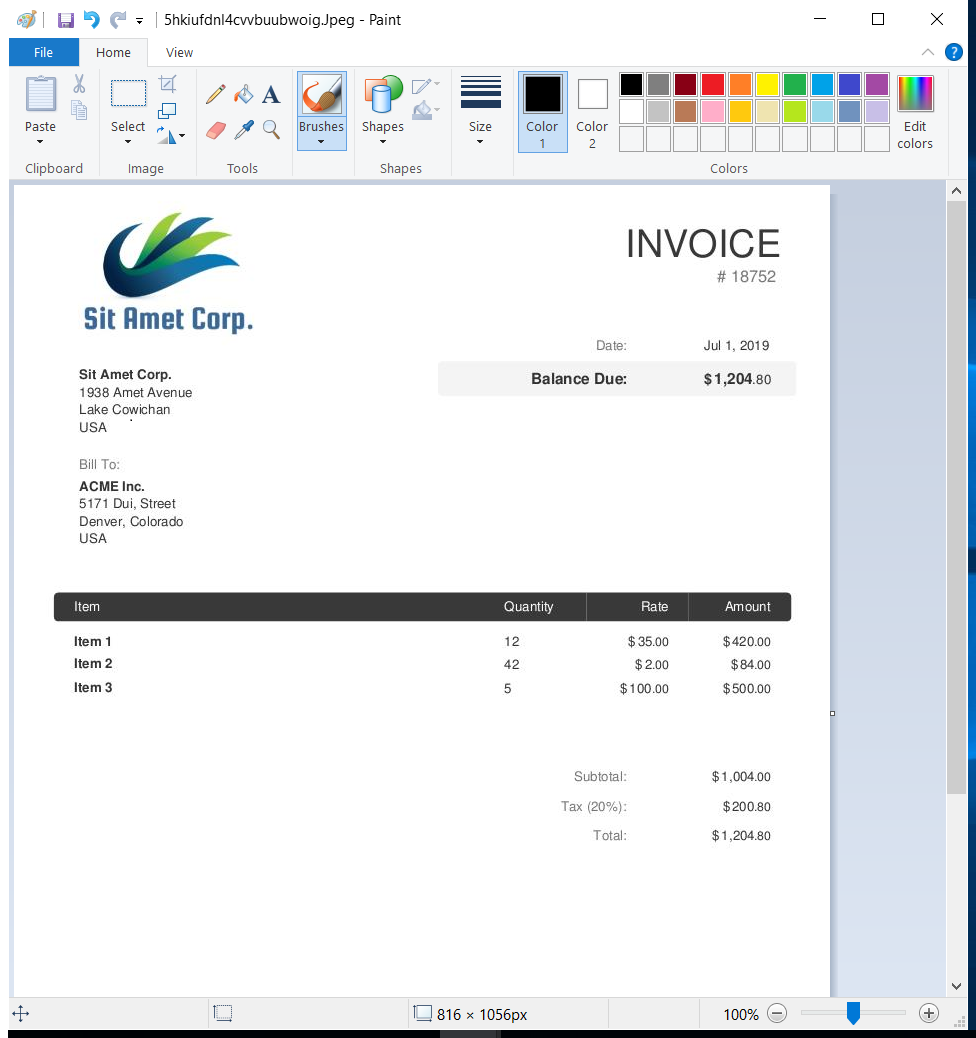 5hkiufdnl4cvvbuubwoig.Jpeg - Paint
File Home View ?
Paste Select A Brushes Shapes Size Color 1 Color 2 Edit colors
Clipboard Image Tools Shapes Colors
INVOICE
# 18752
Sit Amet Corp.
Date: Jul 1, 2019
Balance Due: $1,204.80
Sit Amet Corp.
1938 Amet Avenue
Lake Cowichan
USA
Bill To:
ACME Inc.
5171 Dui, Street
Denver, Colorado
USA
Item Quantity Rate Amount
Item 1 12 $35.00 $420.00
Item 2 42 $2.00 $84.00
Item 3 5 $100.00 $500.00
Subtotal: $1,004.00
Tax (20%): $200.80
Total: $1,204.80
816 × 1056px 100%